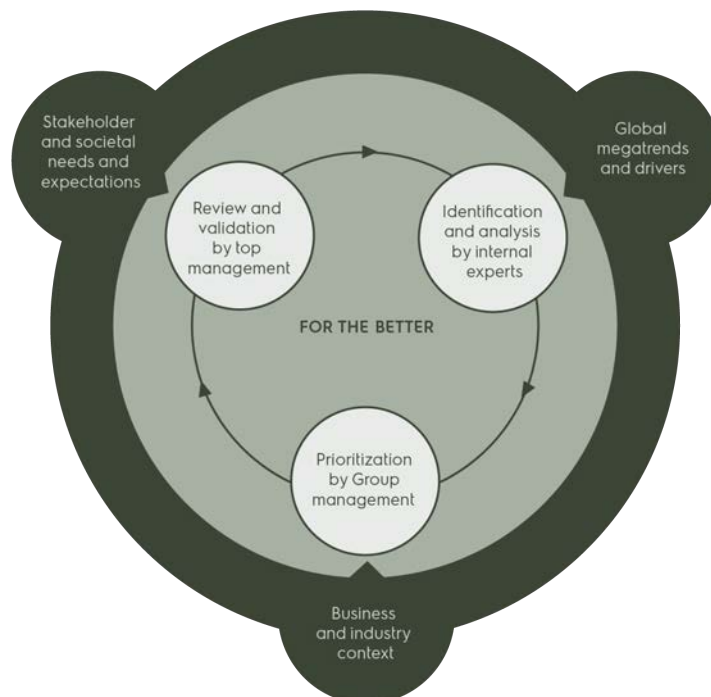 Stakeholder
and societal
needs and
expectations
Global
megatrends
and drivers
Review and
validation
by top
management
Identification
and analysis
by internal
experts
FOR THE BETTER
Prioritization
by Group
management
Business
and industry
context